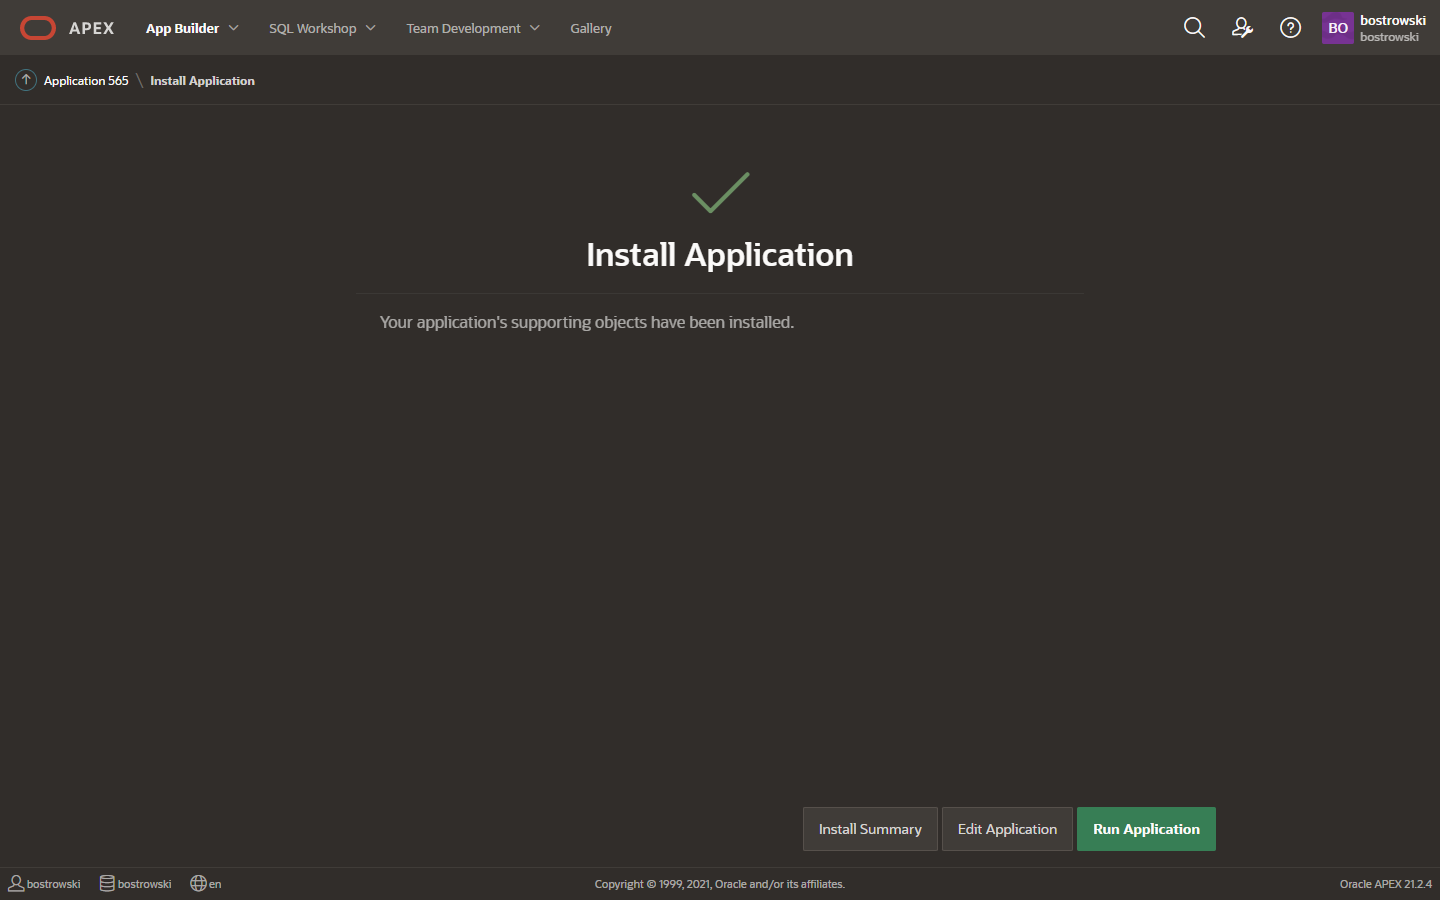 APEX App Builder SQL Workshop Team Development Gallery
BO bostrowski
bostrowski
Application 565 \ Install Application
Install Application
Your application's supporting objects have been installed.
Install Summary Edit Application Run Application
bostrowski bostrowski en Copyright © 1999, 2021, Oracle and/or its affiliates. Oracle APEX 21.2.4